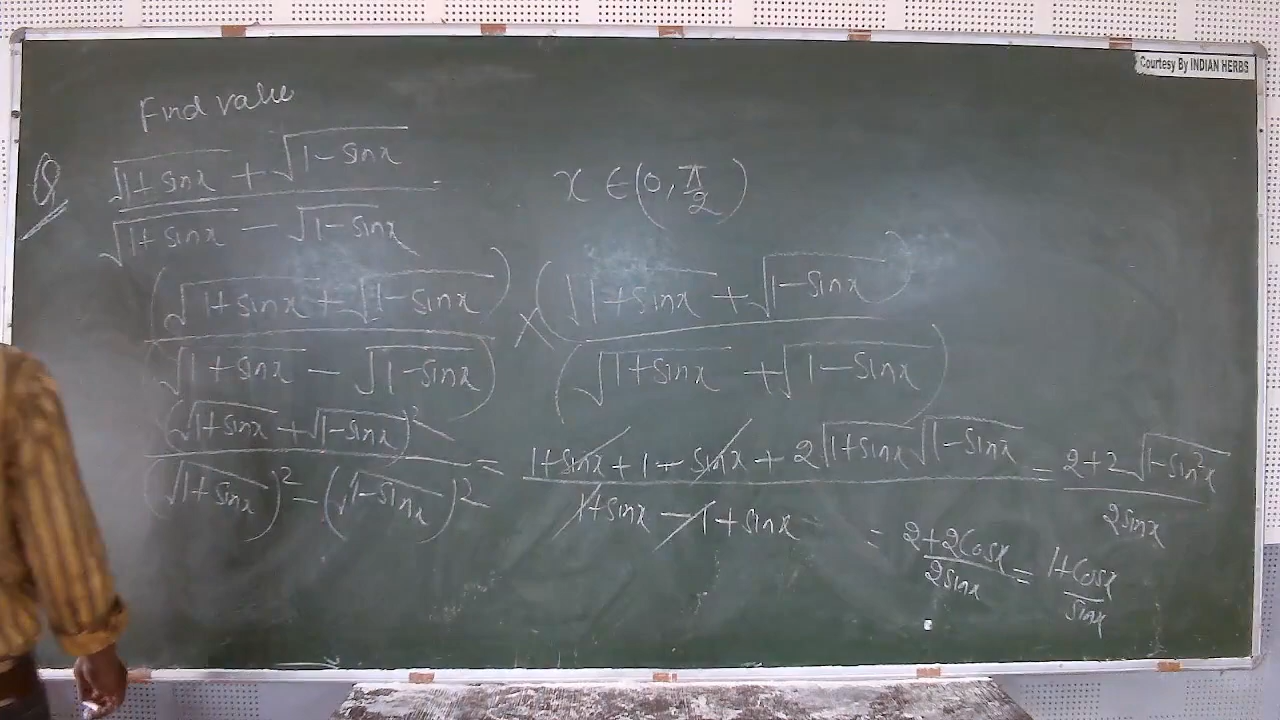 Courtesy By INDIAN HERBS
Find value
Q √1+sinx + √1-sinx
√1+sinx - √1-sinx
x ∈ (0, π/2)
(√1+sinx + √1-sinx) × (√1+sinx + √1-sinx)
(√1+sinx - √1-sinx) (√1+sinx + √1-sinx)
(√1+sinx + √1-sinx)² = 1+sinx + 1 - sinx + 2√1+sinx √1-sinx = 2+2√1-sin²x
(√1+sinx)² - (√1-sinx)² 1+sinx - 1 + sinx 2sinx
= 2+2cosx = 1+cosx
2sinx sinx